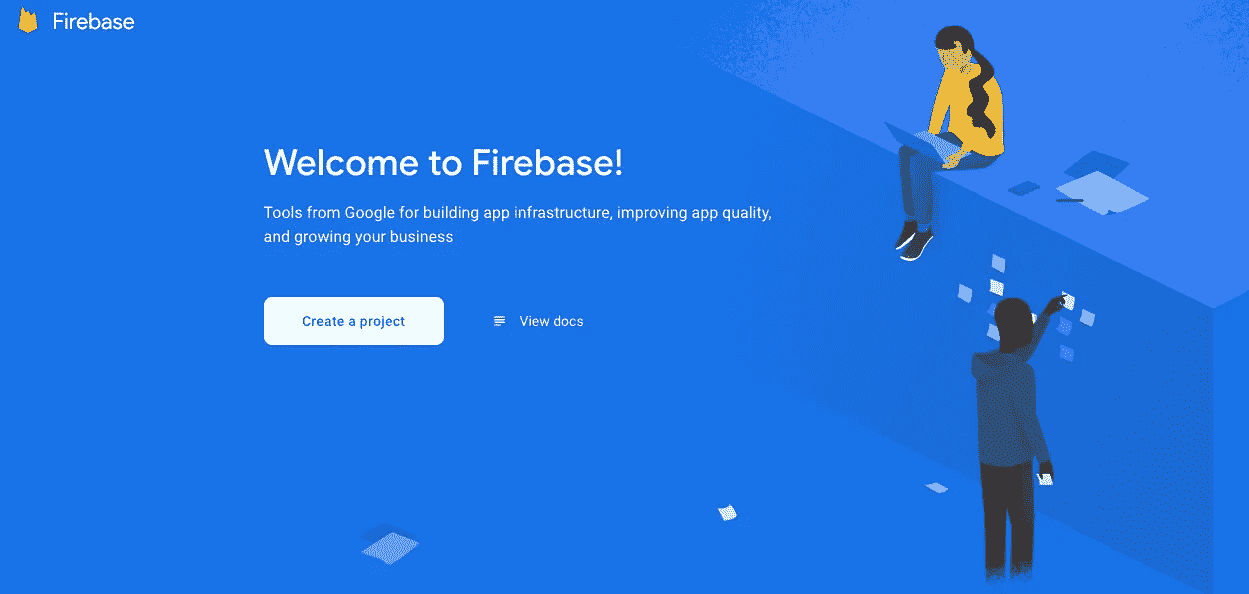 Firebase
Welcome to Firebase!
Tools from Google for building app infrastructure, improving app quality,
and growing your business
Create a project
View docs